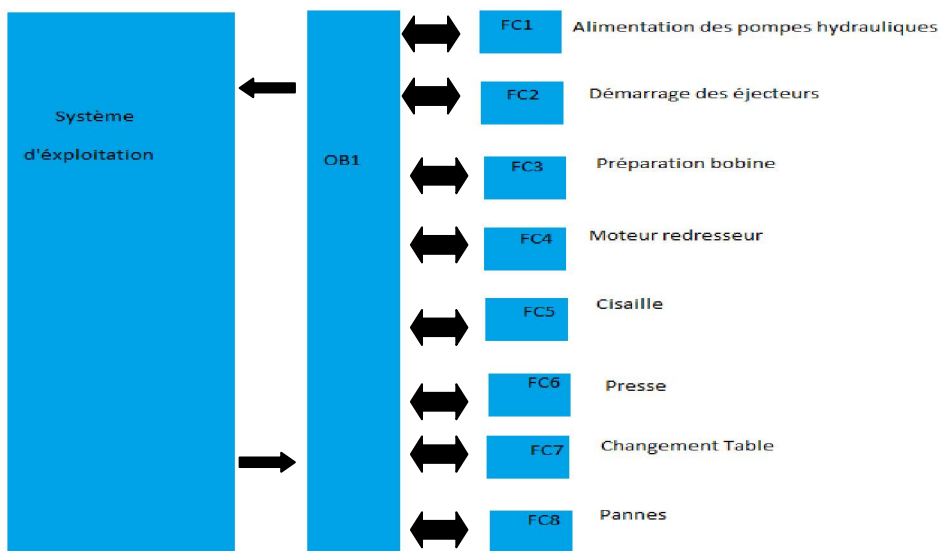 Système
d'éxploitation
OB1
FC1 Alimentation des pompes hydrauliques
FC2 Démarrage des éjecteurs
FC3 Préparation bobine
FC4 Moteur redresseur
FC5 Cisaille
FC6 Presse
FC7 Changement Table
FC8 Pannes